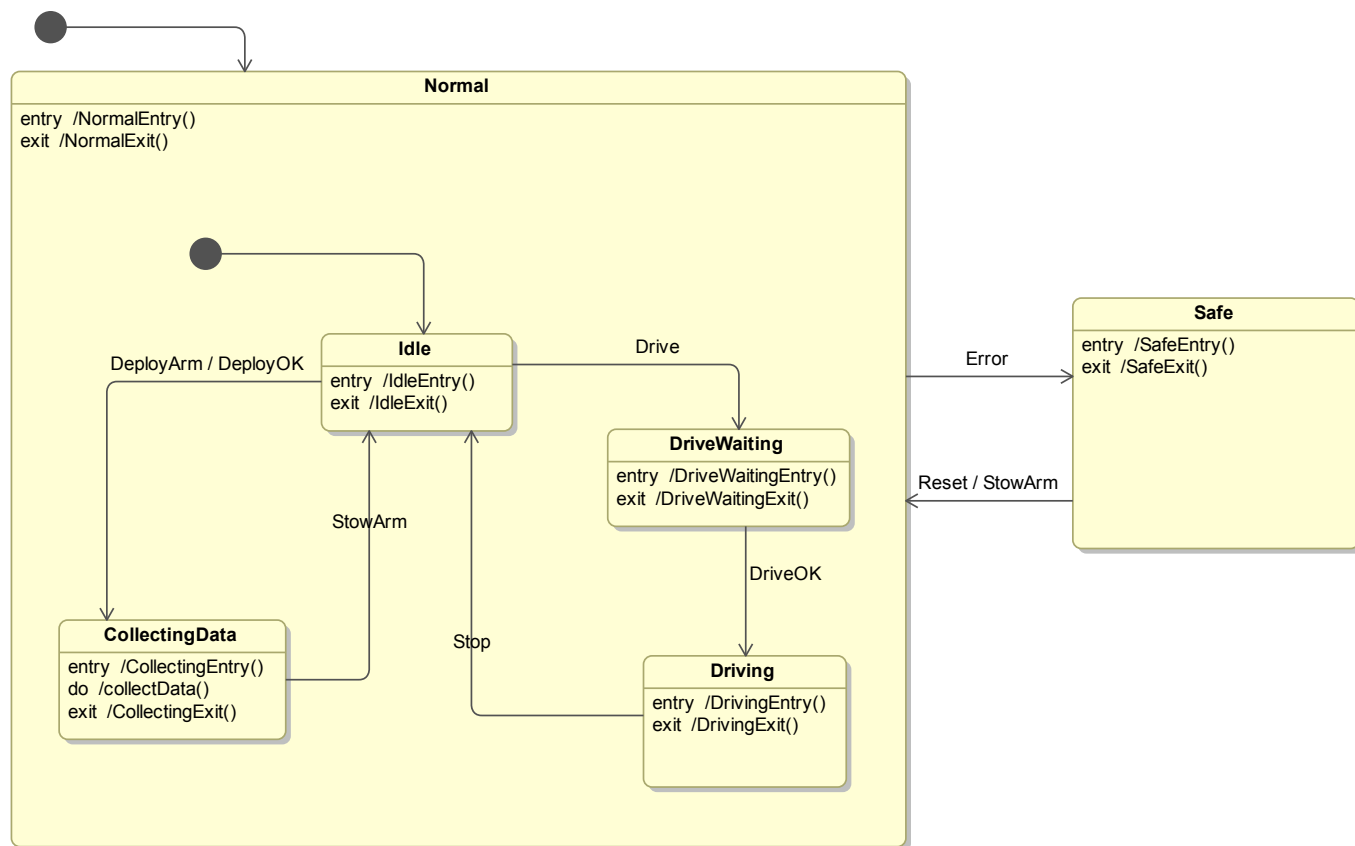 Normal
entry /NormalEntry()
exit /NormalExit()
Idle
entry /IdleEntry()
exit /IdleExit()
DeployArm / DeployOK
Drive
DriveWaiting
entry /DriveWaitingEntry()
exit /DriveWaitingExit()
StowArm
DriveOK
Stop
CollectingData
entry /CollectingEntry()
do /collectData()
exit /CollectingExit()
Driving
entry /DrivingEntry()
exit /DrivingExit()
Error
Safe
entry /SafeEntry()
exit /SafeExit()
Reset / StowArm